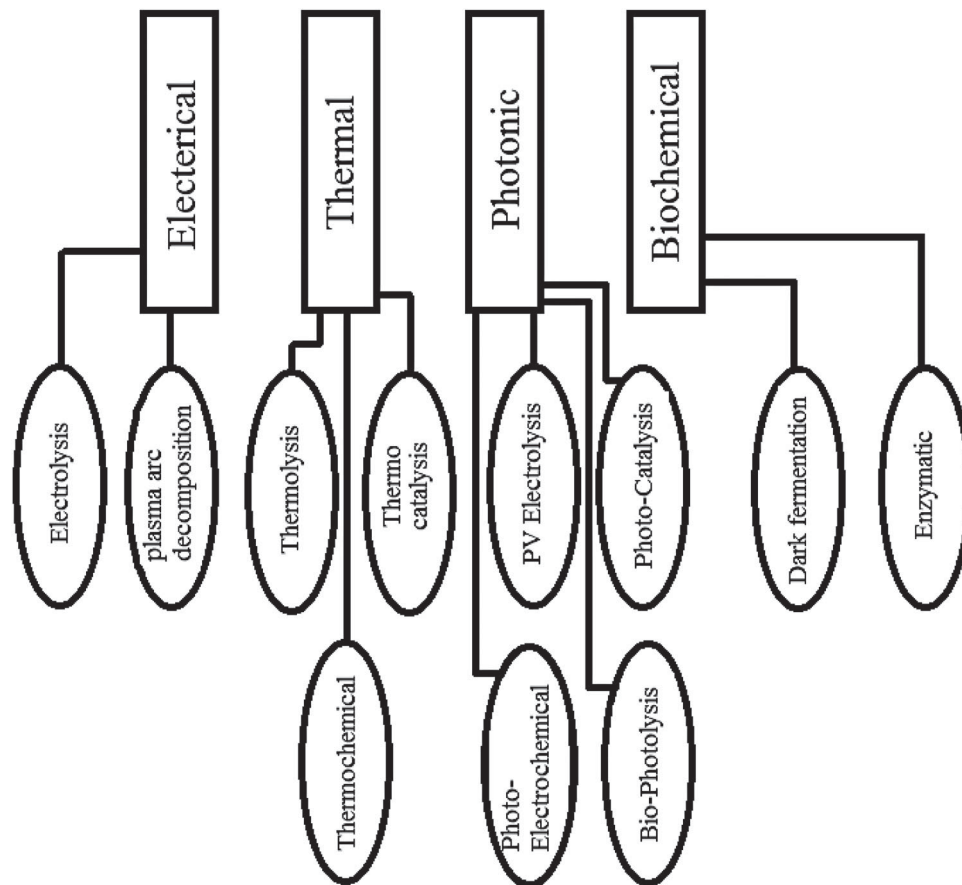 Electerical
Electrolysis
plasma arc
decomposition
Thermal
Thermolysis
Thermochemical
Thermo
catalysis
Photonic
Photo-
Electrochemical
PV Electrolysis
Bio-Photolysis
Photo-Catalysis
Biochemical
Dark fermentation
Enzymatic